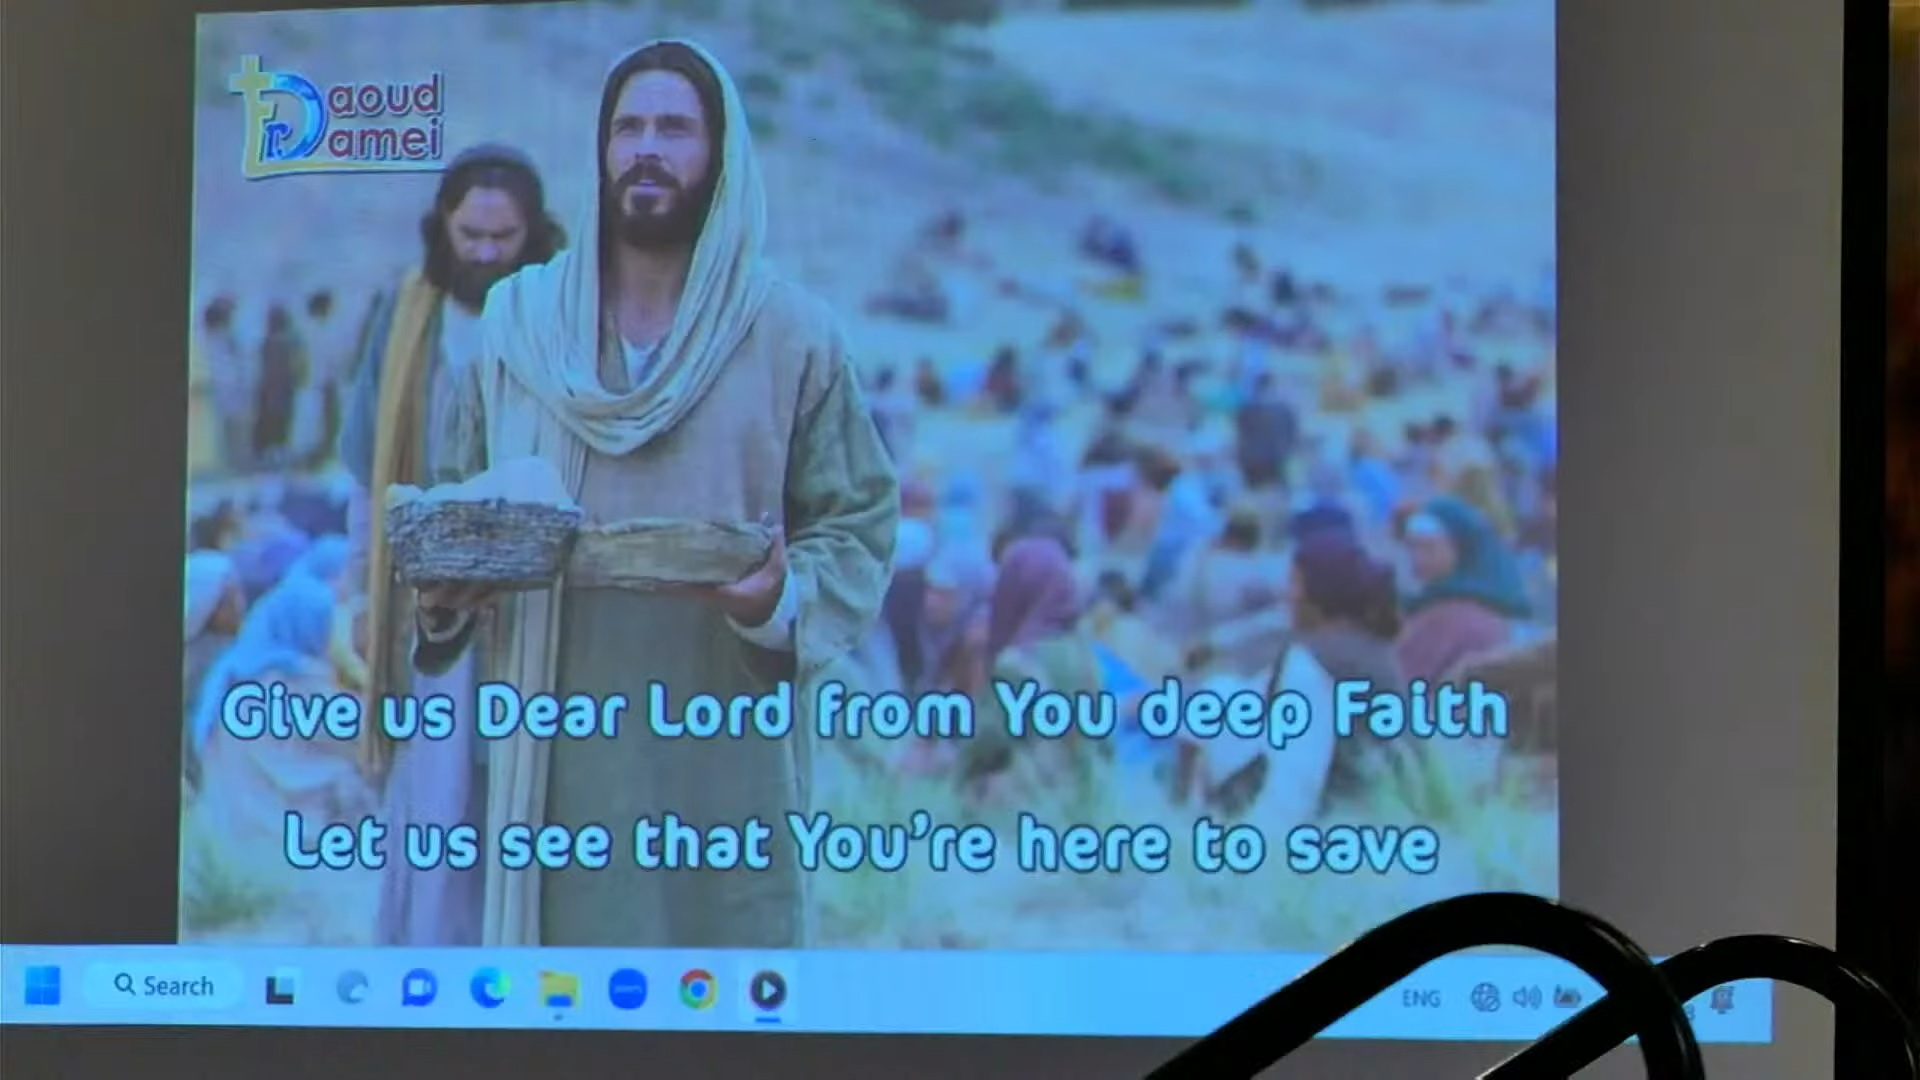 Daoud
Fr. Damei
Give us Dear Lord from You deep Faith
Let us see that You're here to save
Search
ENG